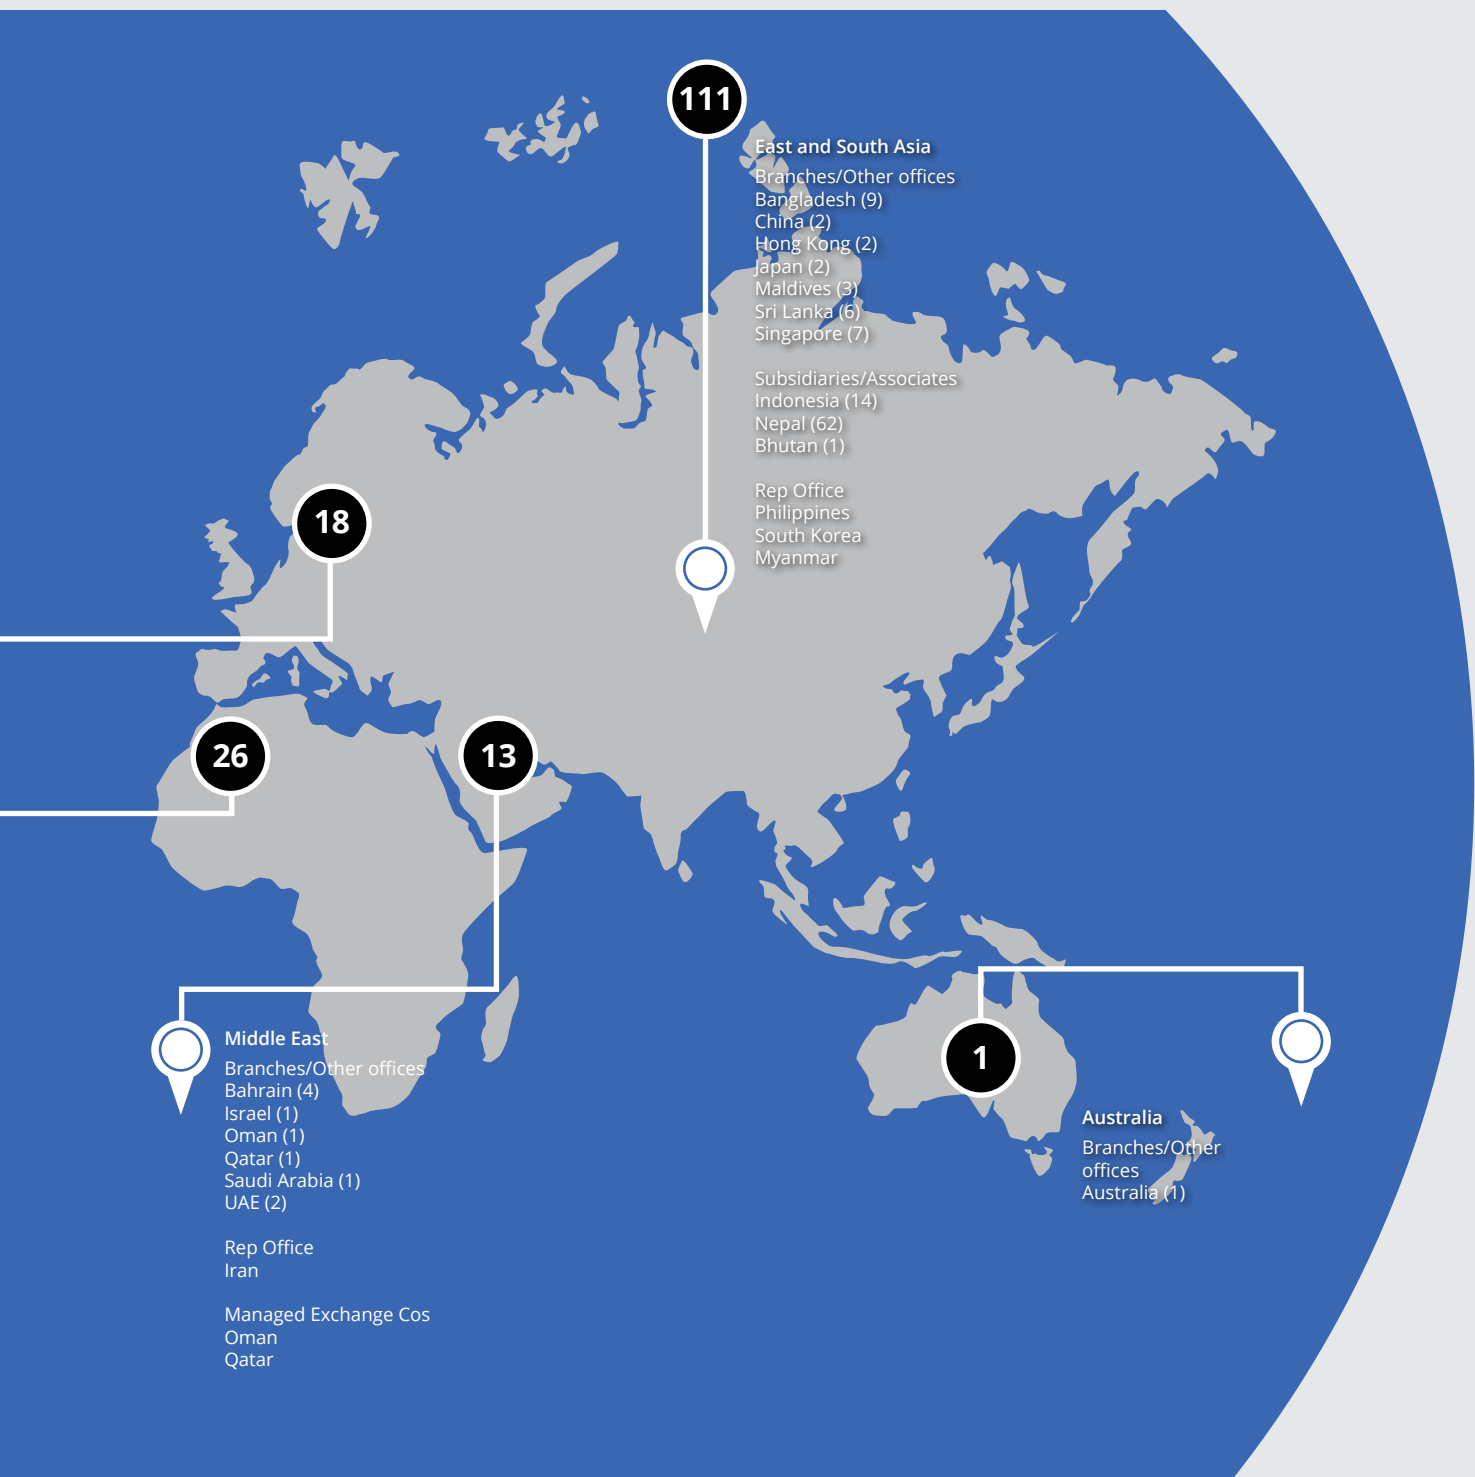 111
East and South Asia
Branches/Other offices
Bangladesh (9)
China (2)
Hong Kong (2)
Japan (2)
Maldives (3)
Sri Lanka (6)
Singapore (7)
Subsidiaries/Associates
Indonesia (14)
Nepal (62)
Bhutan (1)
Rep Office
Philippines
South Korea
Myanmar
18
26
13
Middle East
Branches/Other offices
Bahrain (4)
Israel (1)
Oman (1)
Qatar (1)
Saudi Arabia (1)
UAE (2)
Rep Office
Iran
Managed Exchange Cos
Oman
Qatar
1
Australia
Branches/Other
offices
Australia (1)